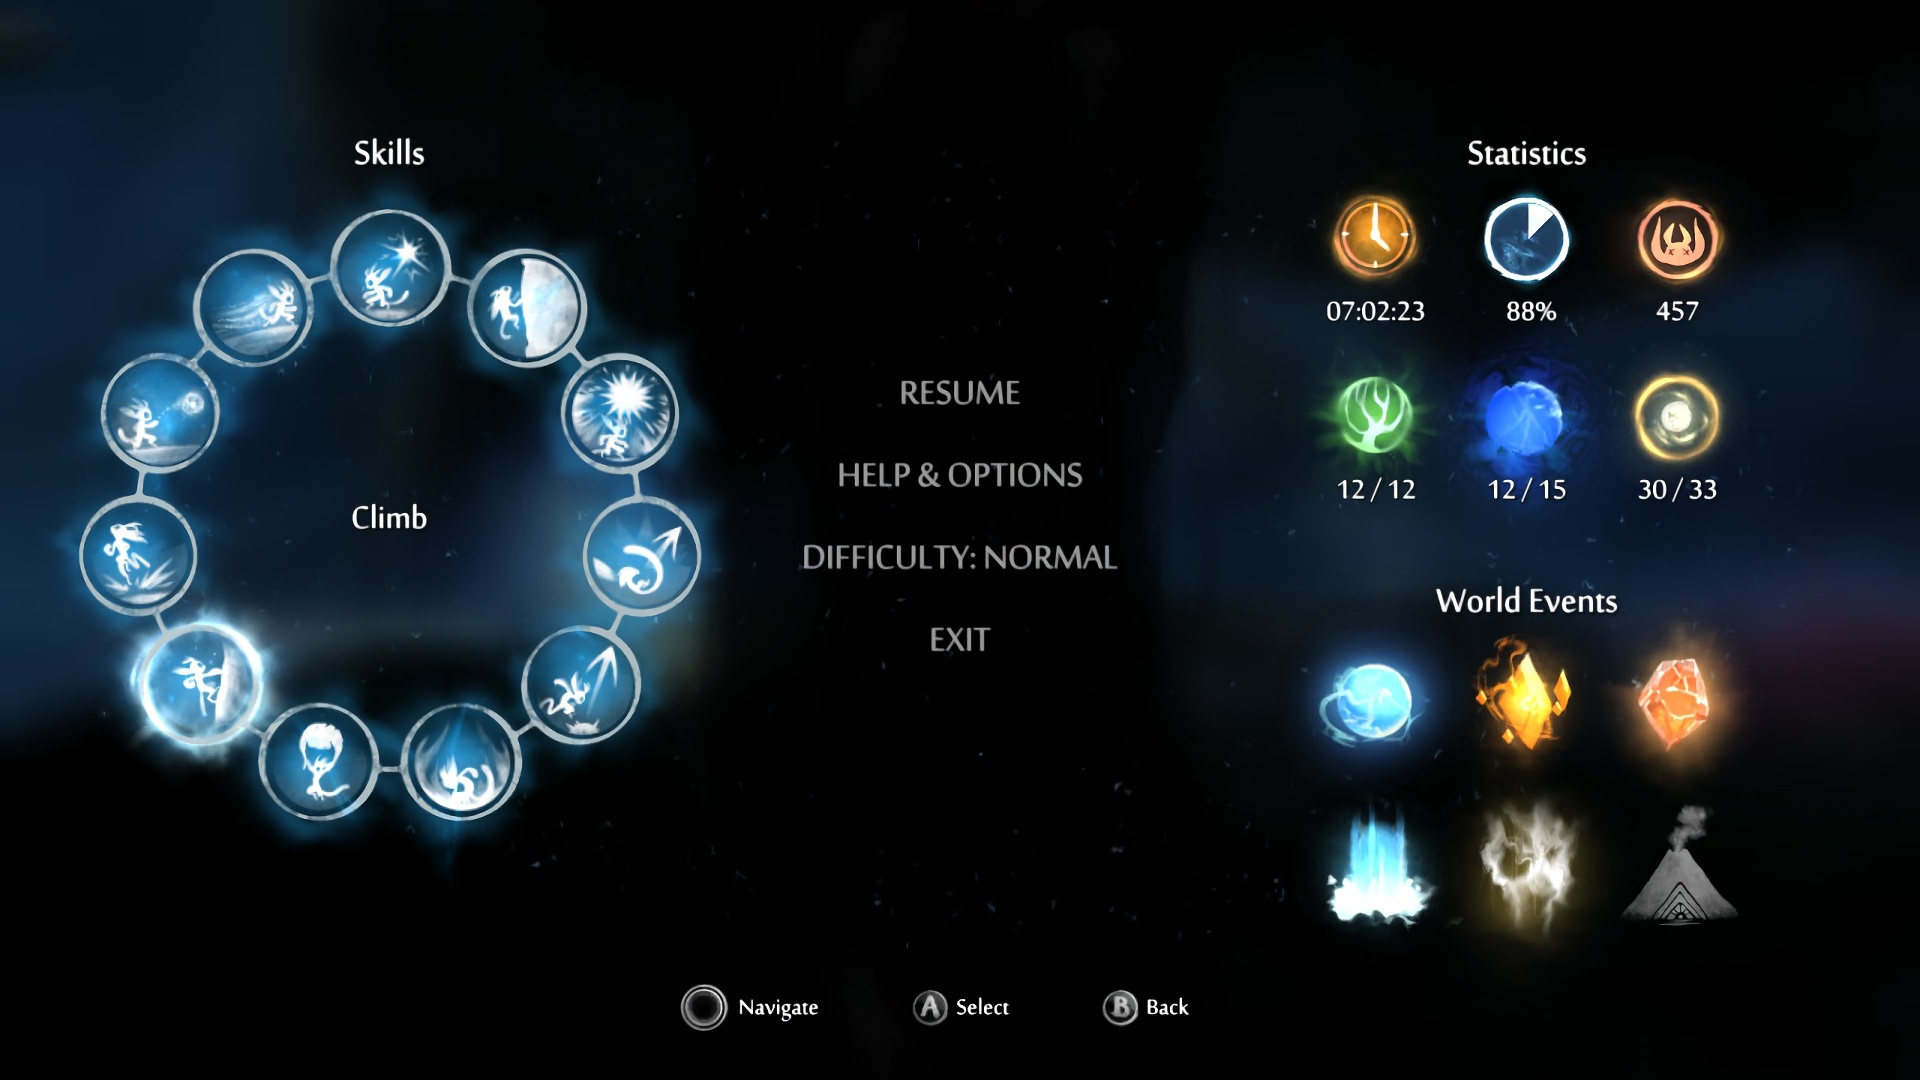 Skills
Climb
RESUME
HELP & OPTIONS
DIFFICULTY: NORMAL
EXIT
Statistics
07:02:23 88% 457
12 / 12 12 / 15 30 / 33
World Events
Navigate A Select B Back